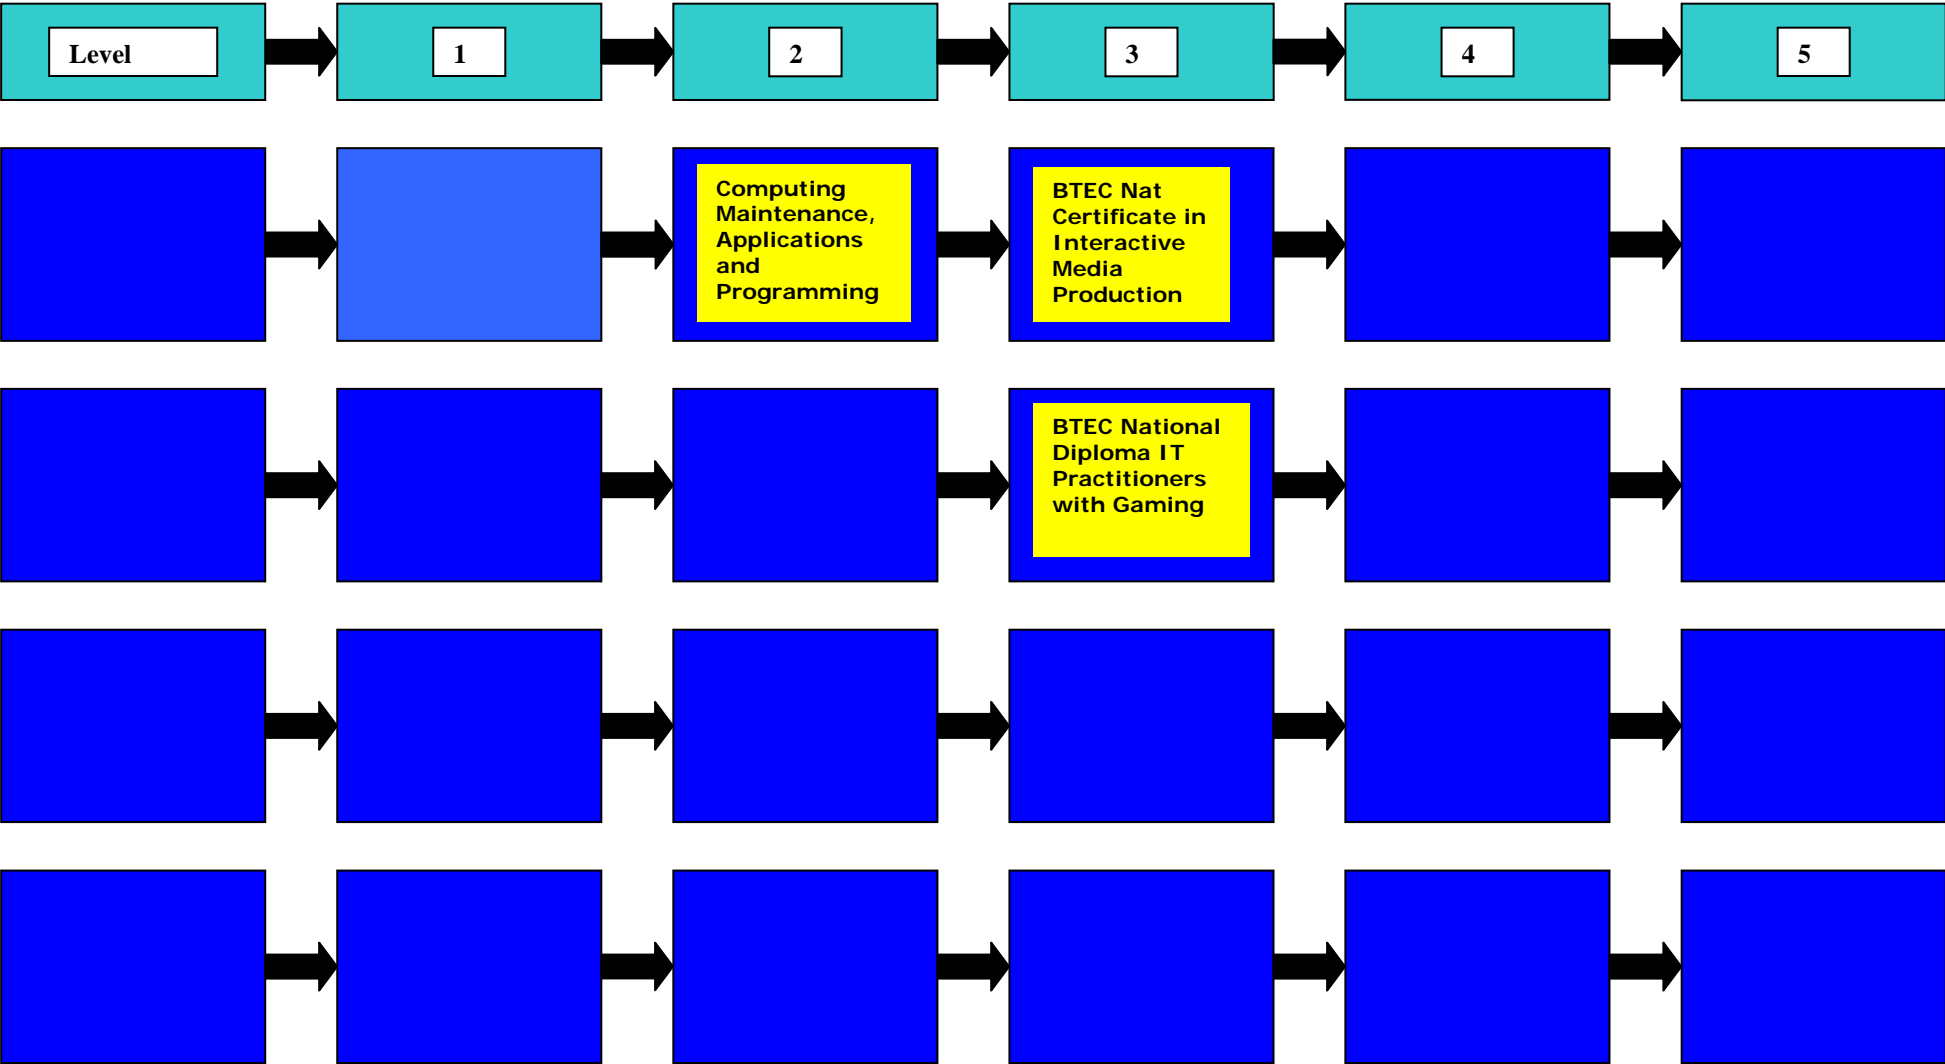 Level
1
2
3
4
5
Computing
Maintenance,
Applications
and
Programming
BTEC Nat
Certificate in
Interactive
Media
Production
BTEC National
Diploma IT
Practitioners
with Gaming